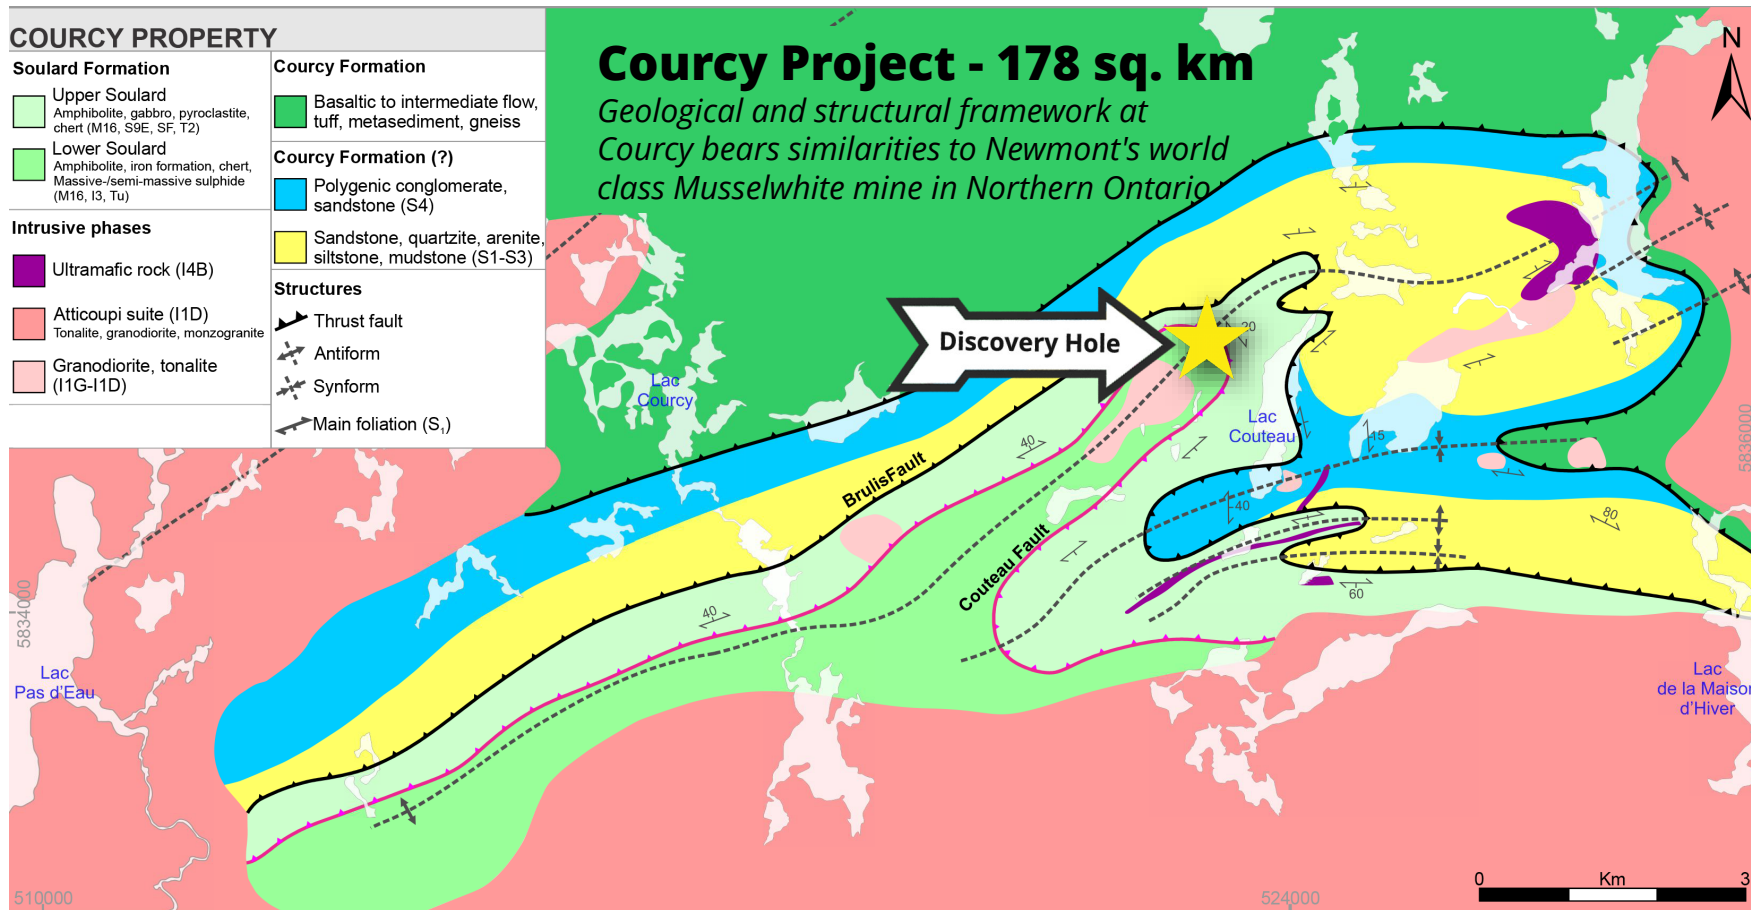 COURCY PROPERTY
Soulard Formation
Upper Soulard
Amphibolite, gabbro, pyroclastite,
chert (M16, S9E, SF, T2)
Lower Soulard
Amphibolite, iron formation, chert,
Massive-/semi-massive sulphide
(M16, I3, Tu)
Intrusive phases
Ultramafic rock (I4B)
Atticoupi suite (I1D)
Tonalite, granodiorite, monzogranite
Granodiorite, tonalite
(I1G-I1D)
Courcy Formation
Basaltic to intermediate flow,
tuff, metasediment, gneiss
Courcy Formation (?)
Polygenic conglomerate,
sandstone (S4)
Sandstone, quartzite, arenite,
siltstone, mudstone (S1-S3)
Structures
Thrust fault
Antiform
Synform
Main foliation (S₁)
Courcy Project - 178 sq. km
Geological and structural framework at
Courcy bears similarities to Newmont's world
class Musselwhite mine in Northern Ontario
N
Discovery Hole
20
Lac
Courcy
Lac
Couteau
15
40
BrulisFault
40
80
Couteau Fault
60
40
5836000
5834000
Lac
Pas d'Eau
Lac
de la Maison
d'Hiver
0 Km 3
510000
524000